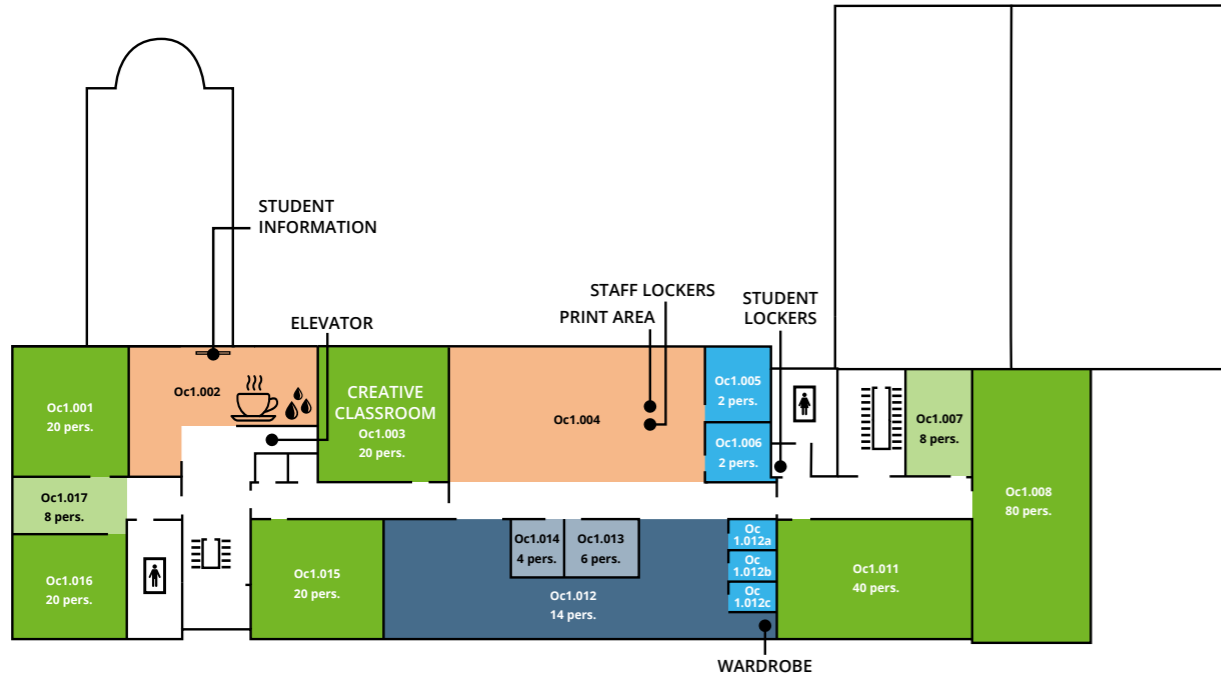 STUDENT
INFORMATION
ELEVATOR
STAFF LOCKERS
PRINT AREA
STUDENT
LOCKERS
Oc1.001
20 pers.
Oc1.002
CREATIVE
CLASSROOM
Oc1.003
20 pers.
Oc1.004
Oc1.005
2 pers.
Oc1.006
2 pers.
Oc1.007
8 pers.
Oc1.008
80 pers.
Oc1.017
8 pers.
Oc1.016
20 pers.
Oc1.015
20 pers.
Oc1.014
4 pers.
Oc1.013
6 pers.
Oc1.012
14 pers.
Oc
1.012a
Oc
1.012b
Oc
1.012c
Oc1.011
40 pers.
WARDROBE